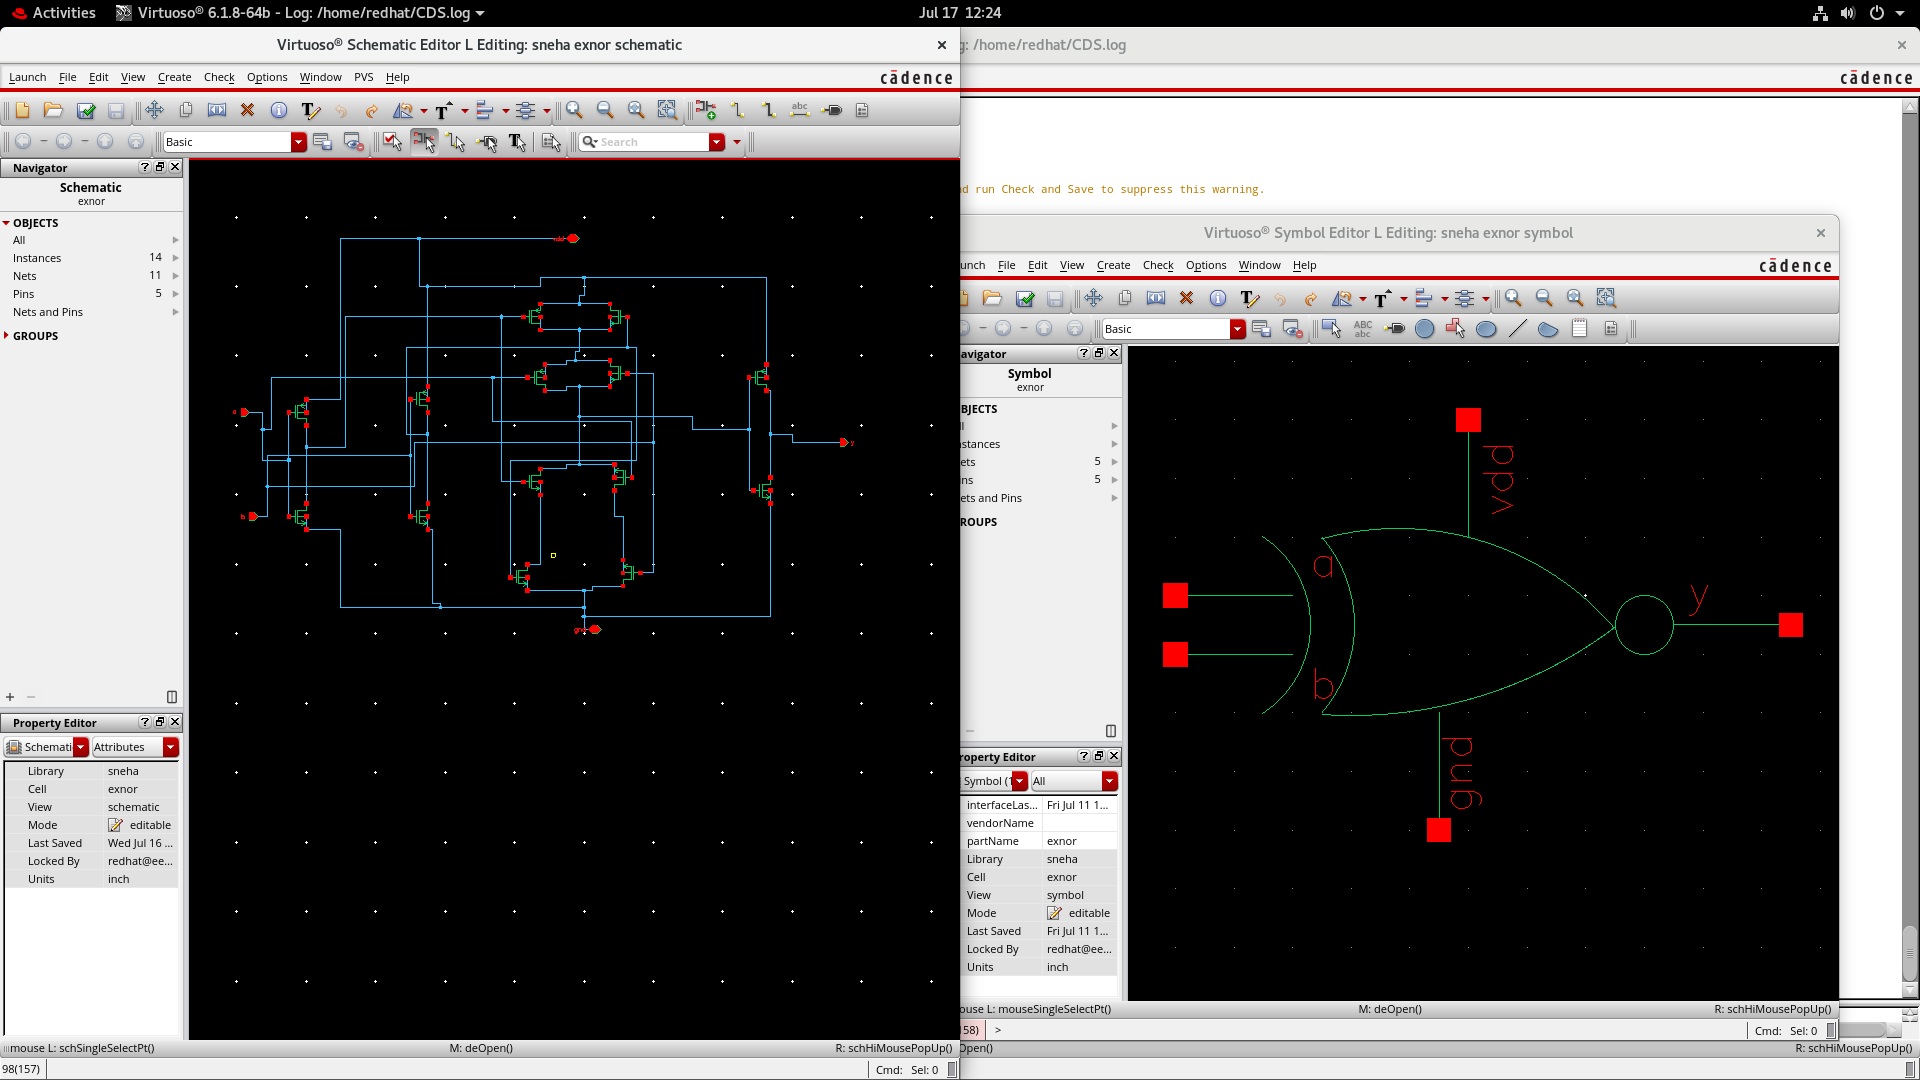 Activities
Virtuoso® 6.1.8-64b - Log: /home/redhat/CDS.log
Jul 17 12:24
Virtuoso® Schematic Editor L Editing: sneha exnor schematic
g: /home/redhat/CDS.log
Launch File Edit View Create Check Options Window PVS Help
cādence
cādence
Basic
Search
Navigator
Schematic
exnor
OBJECTS
All
Instances 14
Nets 11
Pins 5
Nets and Pins
GROUPS
Property Editor
Schemati Attributes
Library sneha
Cell exnor
View schematic
Mode editable
Last Saved Wed Jul 16 ...
Locked By redhat@ee...
Units inch
a
b
y
mouse L: schSingleSelectPt()
M: deOpen()
R: schHiMousePopUp()
98(157)
Cmd: Sel: 0
d run Check and Save to suppress this warning.
Virtuoso® Symbol Editor L Editing: sneha exnor symbol
unch File Edit View Create Check Options Window Help
cādence
Basic
ABC
abc
avigator
Symbol
exnor
BJECTS
ll
nstances
ets 5
ins 5
ets and Pins
ROUPS
roperty Editor
Symbol (1 All
interfaceLas... Fri Jul 11 1...
vendorName
partName exnor
Library sneha
Cell exnor
View symbol
Mode editable
Last Saved Fri Jul 11 1...
Locked By redhat@ee...
Units inch
vdd
a
b
y
gnd
ouse L: mouseSingleSelectPt()
M: deOpen()
R: schHiMousePopUp()
58) >
Cmd: Sel: 0
Open()
R: schHiMousePopUp()